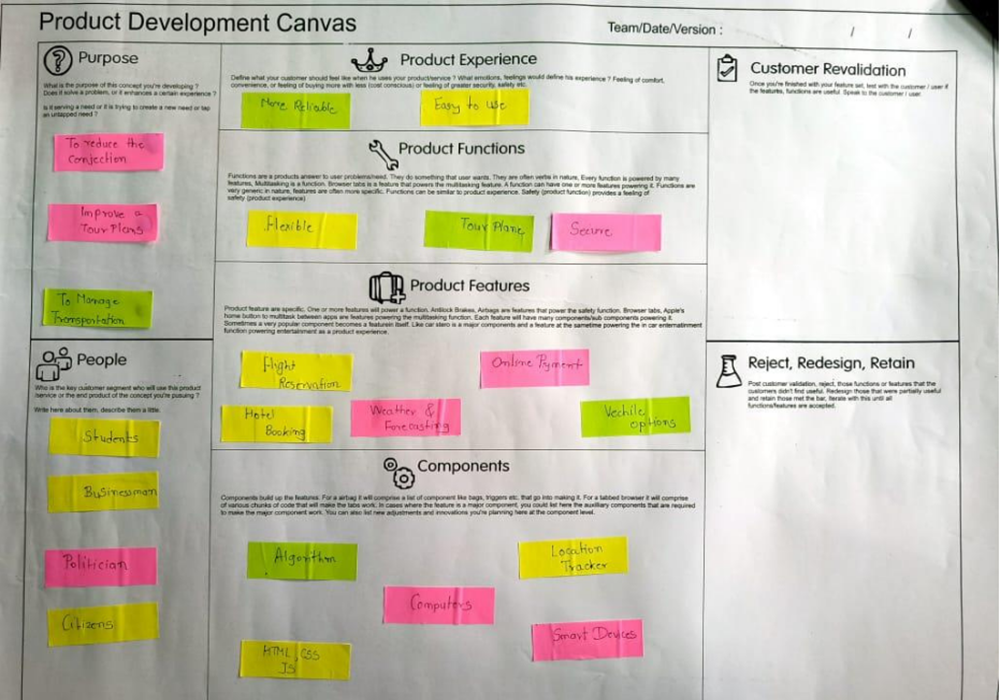 Product Development Canvas
Team/Date/Version : / /
Purpose
What is the purpose of this concept you're developing ?
Does it solve a problem, or it enhances a certain experience ?
Is it serving a need or it is trying to create a new need or tap
an untapped need ?
To reduce the
Conjection
Improve a
Tour Plans
To Manage
Transportation
People
Who is the key customer segment who will use this product
service or the end product of the concept you're pursuing ?
Write here about them, describe them a little.
Students
Businessman
Politician
Citizens
Product Experience
Define what your customer should feel like when he uses your product/service ? What emotions, feelings would define his experience ? Feeling of comfort,
convenience, or feeling of buying more with less (cost conscious) or feeling of greater security, safety etc.
More Reliable
Easy to use
Product Functions
Functions are a products answer to user problems/need. They do something that user wants. They are often verbs in nature. Every function is powered by many
features, Multitasking is a function. Browser tabs is a feature that powers the multitasking feature. A function can have one or more features powering it. Functions are
very generic in nature, features are often more specific. Functions can be similar to product experience. Safety (product function) provides a feeling of
safety (product experience)
Flexible
Tour Plans
Secure
Product Features
Product feature are specific. One or more features will power a function. Antilock Brakes, Airbags are features that power the safety function. Browser tabs, Apple's
home button to multitask between apps are features powering the multitasking function. Each feature will have many components/sub components powering it.
Sometimes a very popular component becomes a feature in itself. Like car stero is a major components and a feature at the sametime powering the in car entertainment
function powering entertainment as a product experience.
Flight
Reservation
Online Pyment
Hotel
Booking
Weather &
Forecasting
Vechile
options
Components
Components build up the features. For a airbag it will comprise a list of component like bags, triggers etc. that go into making it. For a tabbed browser it will comprise
of various chunks of code that will make the tabs work. In cases where the feature is a major component, you could list here the auxillary components that are required
to make the major component work. You can also list new adjustments and innovations you're planning here at the component level.
Algorithm
Location
Tracker
Computers
Smart Devices
HTML, CSS
JS
Customer Revalidation
Once you're finished with your feature set, test with the customer / user if
the features, functions are useful. Speak to the customer / user.
Reject, Redesign, Retain
Post customer validation, reject, those functions or features that the
customers didn't find useful. Redesign those that were partially useful
and retain those met the bar. Iterate with this until all
functions/features are accepted.